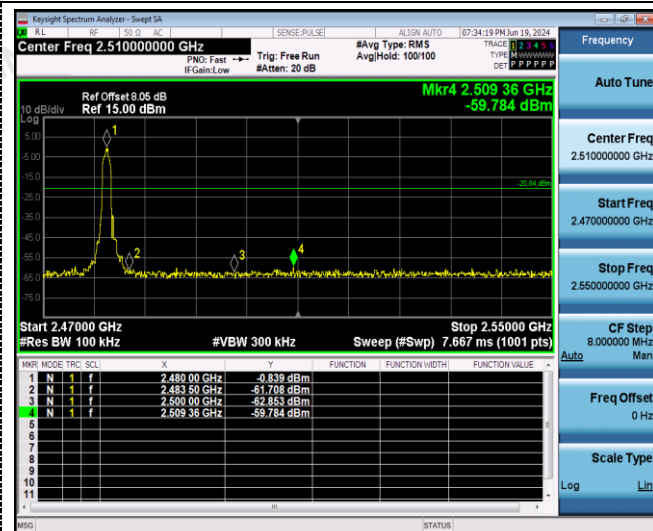 Keysight Spectrum Analyzer - Swept SA
RL RF 50 Ω AC SENSE:PULSE ALIGN AUTO 07:34:19 PM Jun 19, 2024
Center Freq 2.510000000 GHz
PNO: Fast Trig: Free Run #Avg Type: RMS TRACE 1 2 3 4 5 6
IFGain:Low #Atten: 20 dB Avg|Hold: 100/100 TYPE M WWWWW
DET P P P P P P
Mkr4 2.509 36 GHz
-59.784 dBm
Ref Offset 8.05 dB
10 dB/div Ref 15.00 dBm
Log
5.00
-5.00
-15.0
-25.0
-35.0
-45.0
-55.0
-65.0
-75.0
1
2
3
4
-20.84 dBm
Start 2.47000 GHz Stop 2.55000 GHz
#Res BW 100 kHz #VBW 300 kHz Sweep (#Swp) 7.667 ms (1001 pts)
MKR MODE TRC SCL X Y FUNCTION FUNCTION WIDTH FUNCTION VALUE
1 N 1 f 2.480 00 GHz -0.839 dBm
2 N 1 f 2.483 50 GHz -61.708 dBm
3 N 1 f 2.500 00 GHz -62.853 dBm
4 N 1 f 2.509 36 GHz -59.784 dBm
5
6
7
8
9
10
11
MSG STATUS
Frequency
Auto Tune
Center Freq
2.510000000 GHz
Start Freq
2.470000000 GHz
Stop Freq
2.550000000 GHz
CF Step
8.000000 MHz
Auto Man
Freq Offset
0 Hz
Scale Type
Log Lin